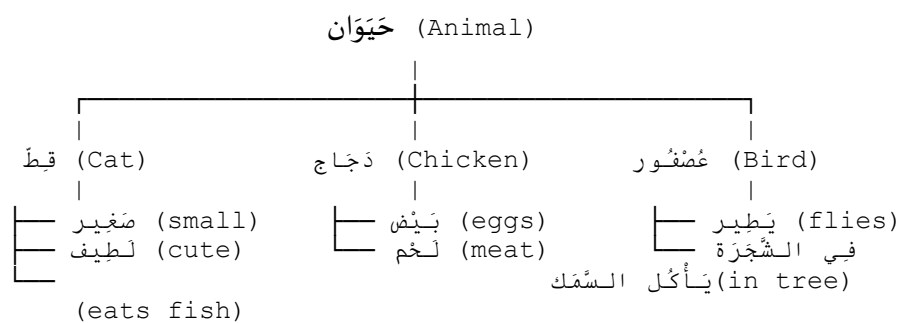 حَيَوَان (Animal)
قِطّ (Cat) دَجَاج (Chicken) عُصْفُور (Bird)
صَغِير (small) بَيْض (eggs) يَطِير (flies)
لَطِيف (cute) لَحْم (meat) فِي الشَّجَرَة
يَأْكُل السَّمَك (in tree)
(eats fish)